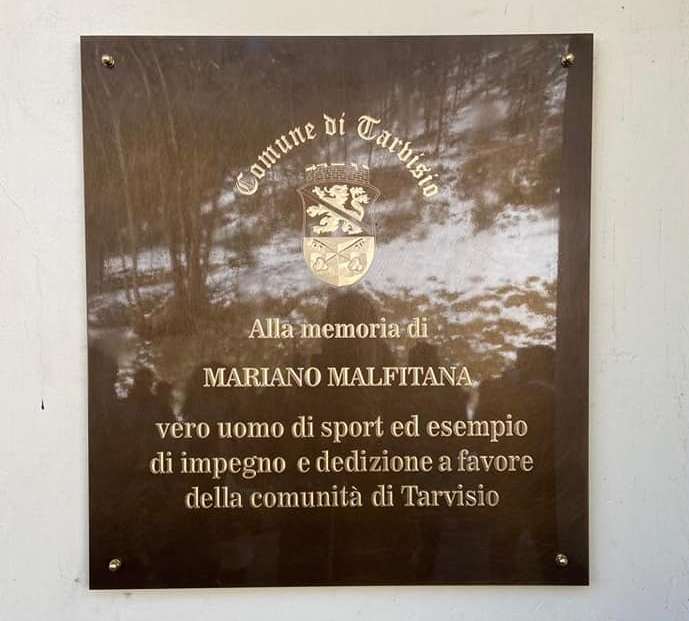 Comune di Tarvisio
Alla memoria di
MARIANO MALFITANA
vero uomo di sport ed esempio
di impegno e dedizione a favore
della comunità di Tarvisio